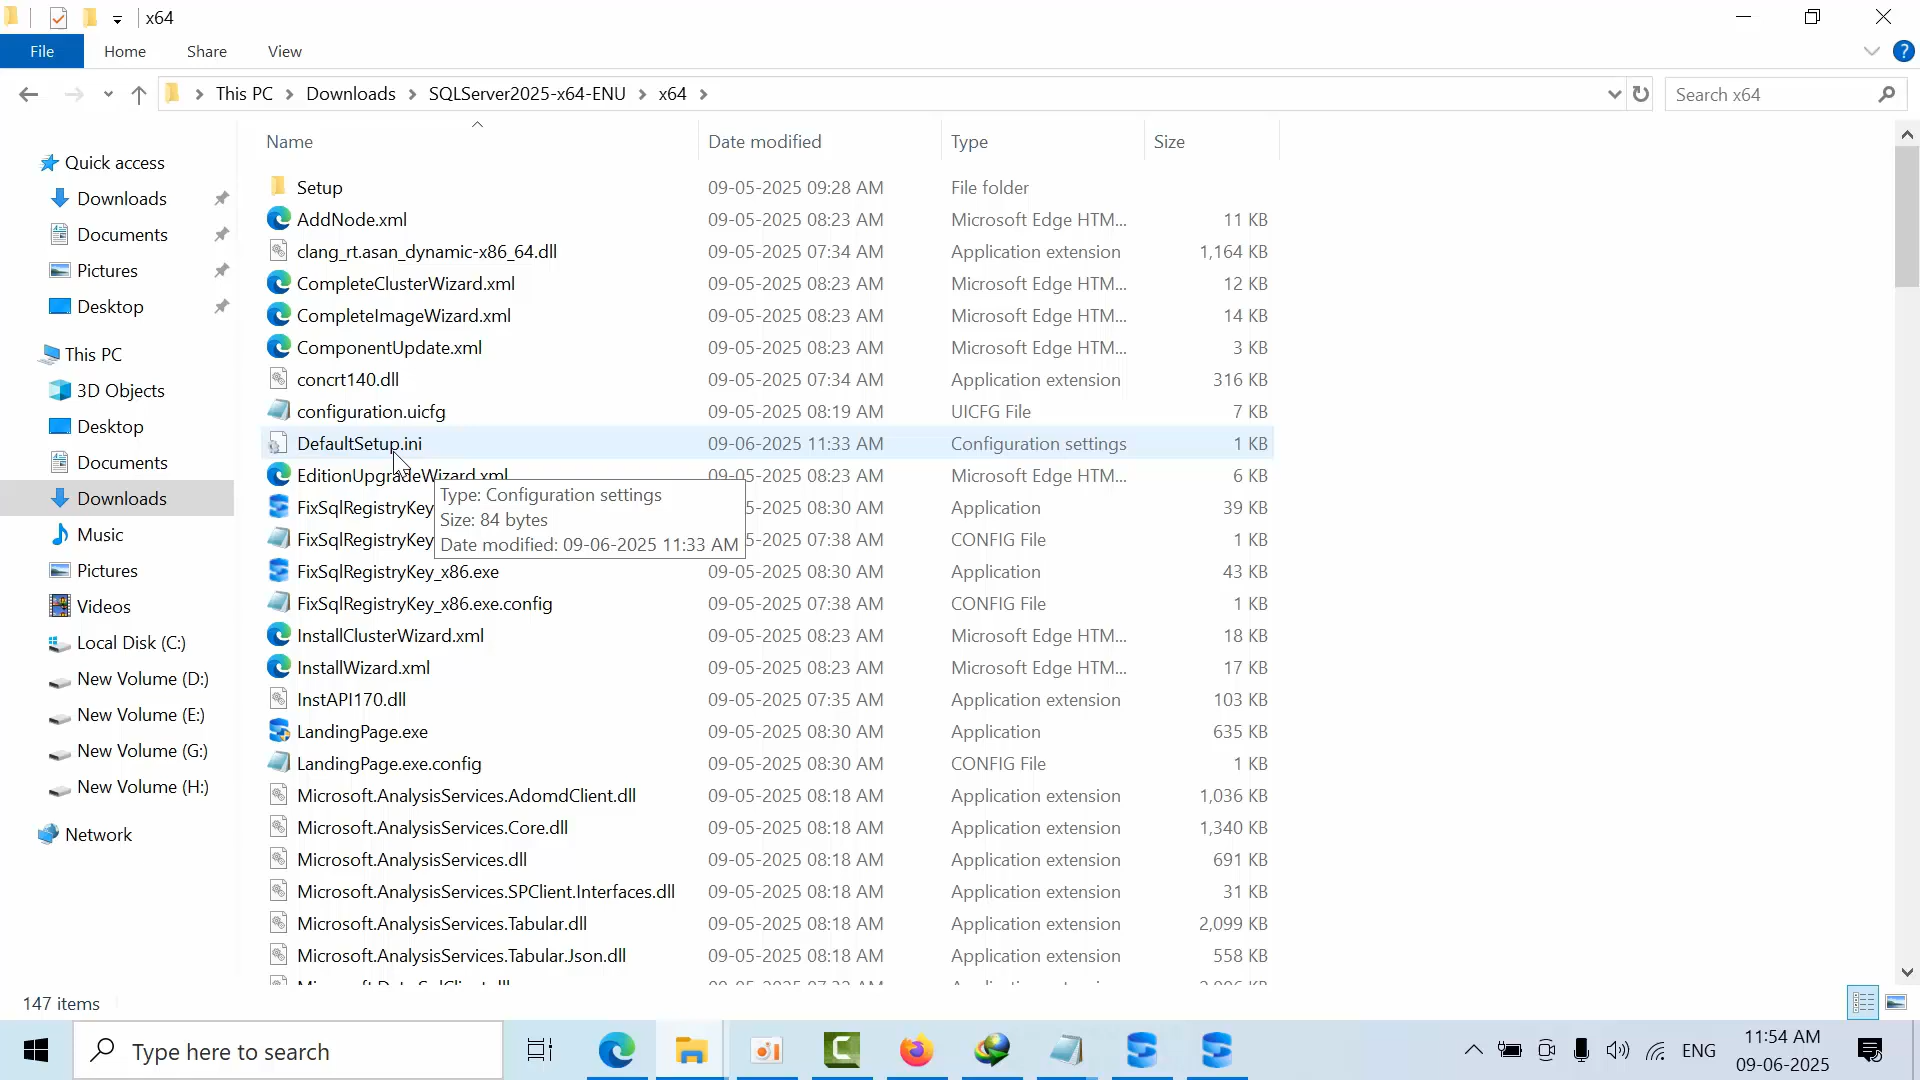 x64
File Home Share View
This PC Downloads SQLServer2025-x64-ENU x64 Search x64
Name Date modified Type Size
Quick access
Downloads
Documents
Pictures
Desktop
This PC
3D Objects
Desktop
Documents
Downloads
Music
Pictures
Videos
Local Disk (C:)
New Volume (D:)
New Volume (E:)
New Volume (G:)
New Volume (H:)
Network
Setup 09-05-2025 09:28 AM File folder
AddNode.xml 09-05-2025 08:23 AM Microsoft Edge HTM... 11 KB
clang_rt.asan_dynamic-x86_64.dll 09-05-2025 07:34 AM Application extension 1,164 KB
CompleteClusterWizard.xml 09-05-2025 08:23 AM Microsoft Edge HTM... 12 KB
CompleteImageWizard.xml 09-05-2025 08:23 AM Microsoft Edge HTM... 14 KB
ComponentUpdate.xml 09-05-2025 08:23 AM Microsoft Edge HTM... 3 KB
concrt140.dll 09-05-2025 07:34 AM Application extension 316 KB
configuration.uicfg 09-05-2025 08:19 AM UICFG File 7 KB
DefaultSetup.ini 09-06-2025 11:33 AM Configuration settings 1 KB
EditionUpgradeWizard.xml 09-05-2025 08:23 AM Microsoft Edge HTM... 6 KB
Type: Configuration settings
Size: 84 bytes
Date modified: 09-06-2025 11:33 AM
FixSqlRegistryKey 5-2025 08:30 AM Application 39 KB
FixSqlRegistryKey 5-2025 07:38 AM CONFIG File 1 KB
FixSqlRegistryKey_x86.exe 09-05-2025 08:30 AM Application 43 KB
FixSqlRegistryKey_x86.exe.config 09-05-2025 07:38 AM CONFIG File 1 KB
InstallClusterWizard.xml 09-05-2025 08:23 AM Microsoft Edge HTM... 18 KB
InstallWizard.xml 09-05-2025 08:23 AM Microsoft Edge HTM... 17 KB
InstAPI170.dll 09-05-2025 07:35 AM Application extension 103 KB
LandingPage.exe 09-05-2025 08:30 AM Application 635 KB
LandingPage.exe.config 09-05-2025 08:30 AM CONFIG File 1 KB
Microsoft.AnalysisServices.AdomdClient.dll 09-05-2025 08:18 AM Application extension 1,036 KB
Microsoft.AnalysisServices.Core.dll 09-05-2025 08:18 AM Application extension 1,340 KB
Microsoft.AnalysisServices.dll 09-05-2025 08:18 AM Application extension 691 KB
Microsoft.AnalysisServices.SPClient.Interfaces.dll 09-05-2025 08:18 AM Application extension 31 KB
Microsoft.AnalysisServices.Tabular.dll 09-05-2025 08:18 AM Application extension 2,099 KB
Microsoft.AnalysisServices.Tabular.Json.dll 09-05-2025 08:18 AM Application extension 558 KB
147 items
Type here to search
ENG
11:54 AM
09-06-2025